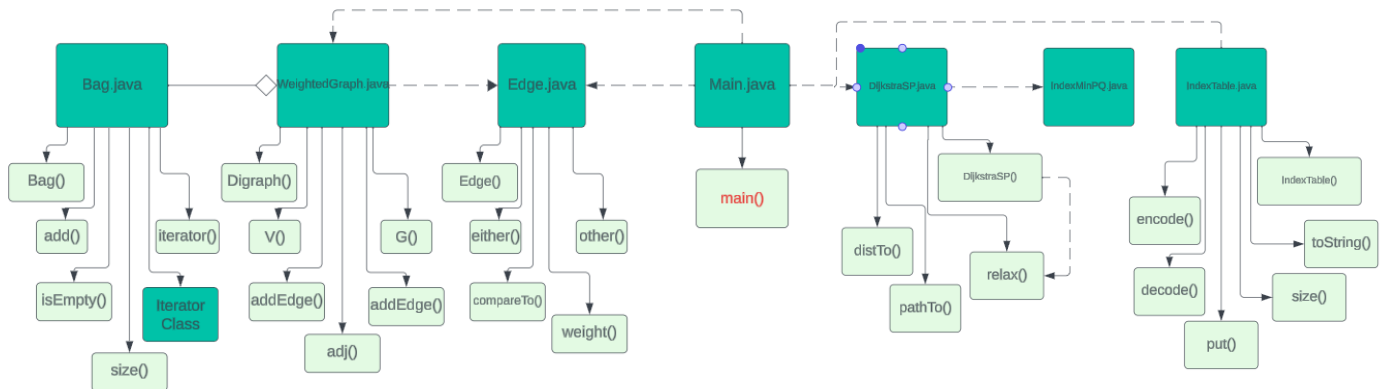 Bag.java
WeightedGraph.java
Edge.java
Main.java
DijkstraSP.java
IndexMinPQ.java
IndexTable.java
Bag()
add()
isEmpty()
size()
Iterator
Class
iterator()
Digraph()
V()
addEdge()
adj()
addEdge()
G()
Edge()
either()
compareTo()
weight()
other()
main()
distTo()
pathTo()
relax()
DijkstraSP()
encode()
decode()
put()
size()
toString()
IndexTable()